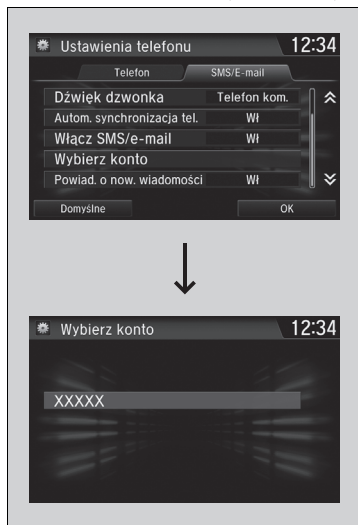 Ustawienia telefonu 12:34
Telefon SMS/E-mail
Dźwięk dzwonka Telefon kom.
Autom. synchronizacja tel. Wł
Włącz SMS/e-mail Wł
Wybierz konto
Powiad. o now. wiadomości Wł
Domyślne OK
Wybierz konto 12:34
XXXXX